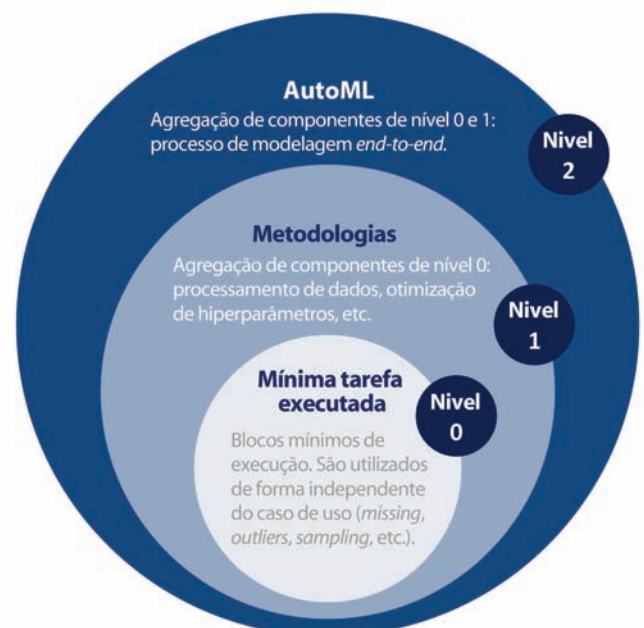 AutoML
Agregação de componentes de nível 0 e 1:
processo de modelagem end-to-end.
Nivel
2
Metodologias
Agregação de componentes de nível 0:
processamento de dados, otimização
de hiperparâmetros, etc.
Nivel
1
Mínima tarefa
executada
Nivel
0
Blocos mínimos de
execução. São utilizados
de forma independente
do caso de uso (missing,
outliers, sampling, etc.).